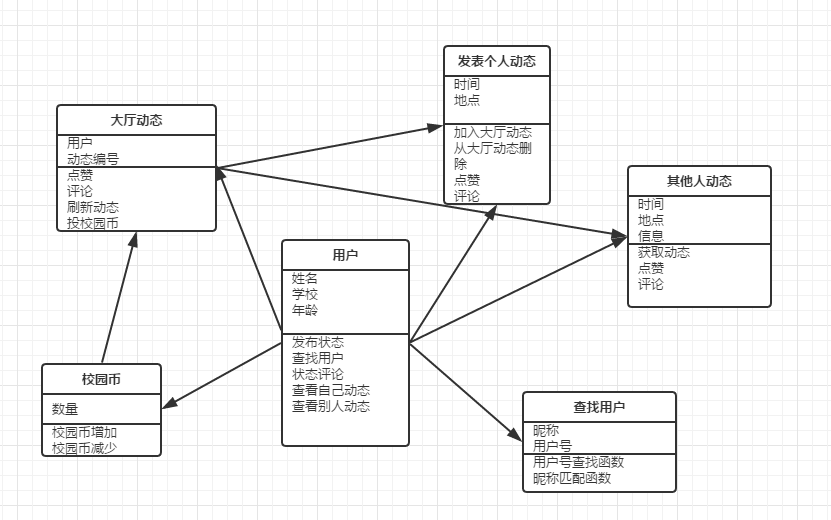 发表个人动态
时间
地点
加入大厅动态
从大厅动态删
除
点赞
评论
大厅动态
用户
动态编号
点赞
评论
刷新动态
投校园币
其他人动态
时间
地点
信息
获取动态
点赞
评论
用户
姓名
学校
年龄
发布状态
查找用户
状态评论
查看自己动态
查看别人动态
校园币
数量
校园币增加
校园币减少
查找用户
昵称
用户号
用户号查找函数
昵称匹配函数